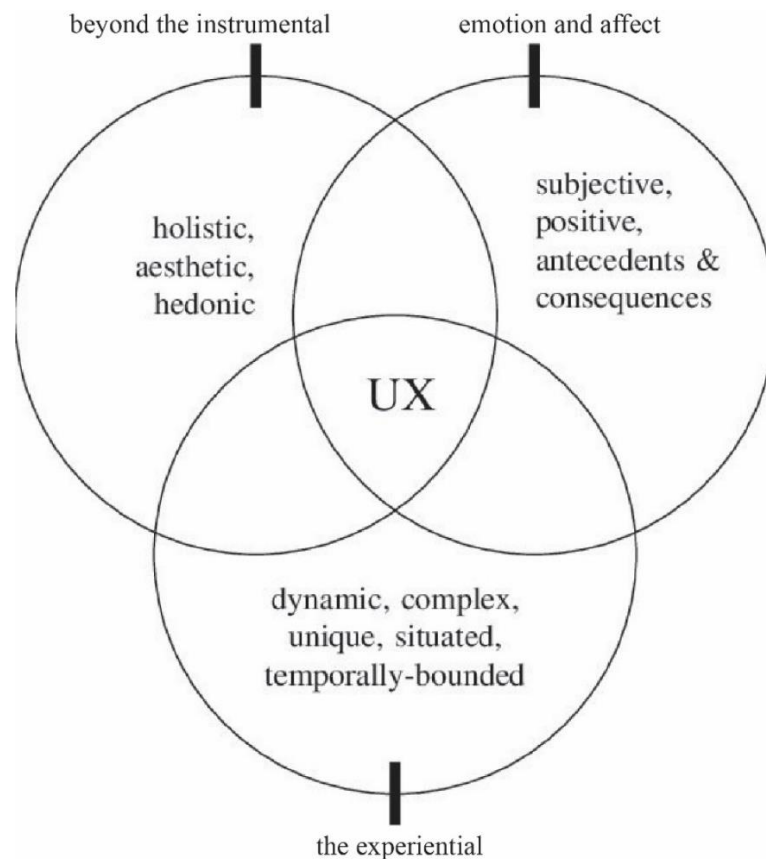 beyond the instrumental
emotion and affect
holistic,
aesthetic,
hedonic
subjective,
positive,
antecedents &
consequences
UX
dynamic, complex,
unique, situated,
temporally-bounded
the experiential